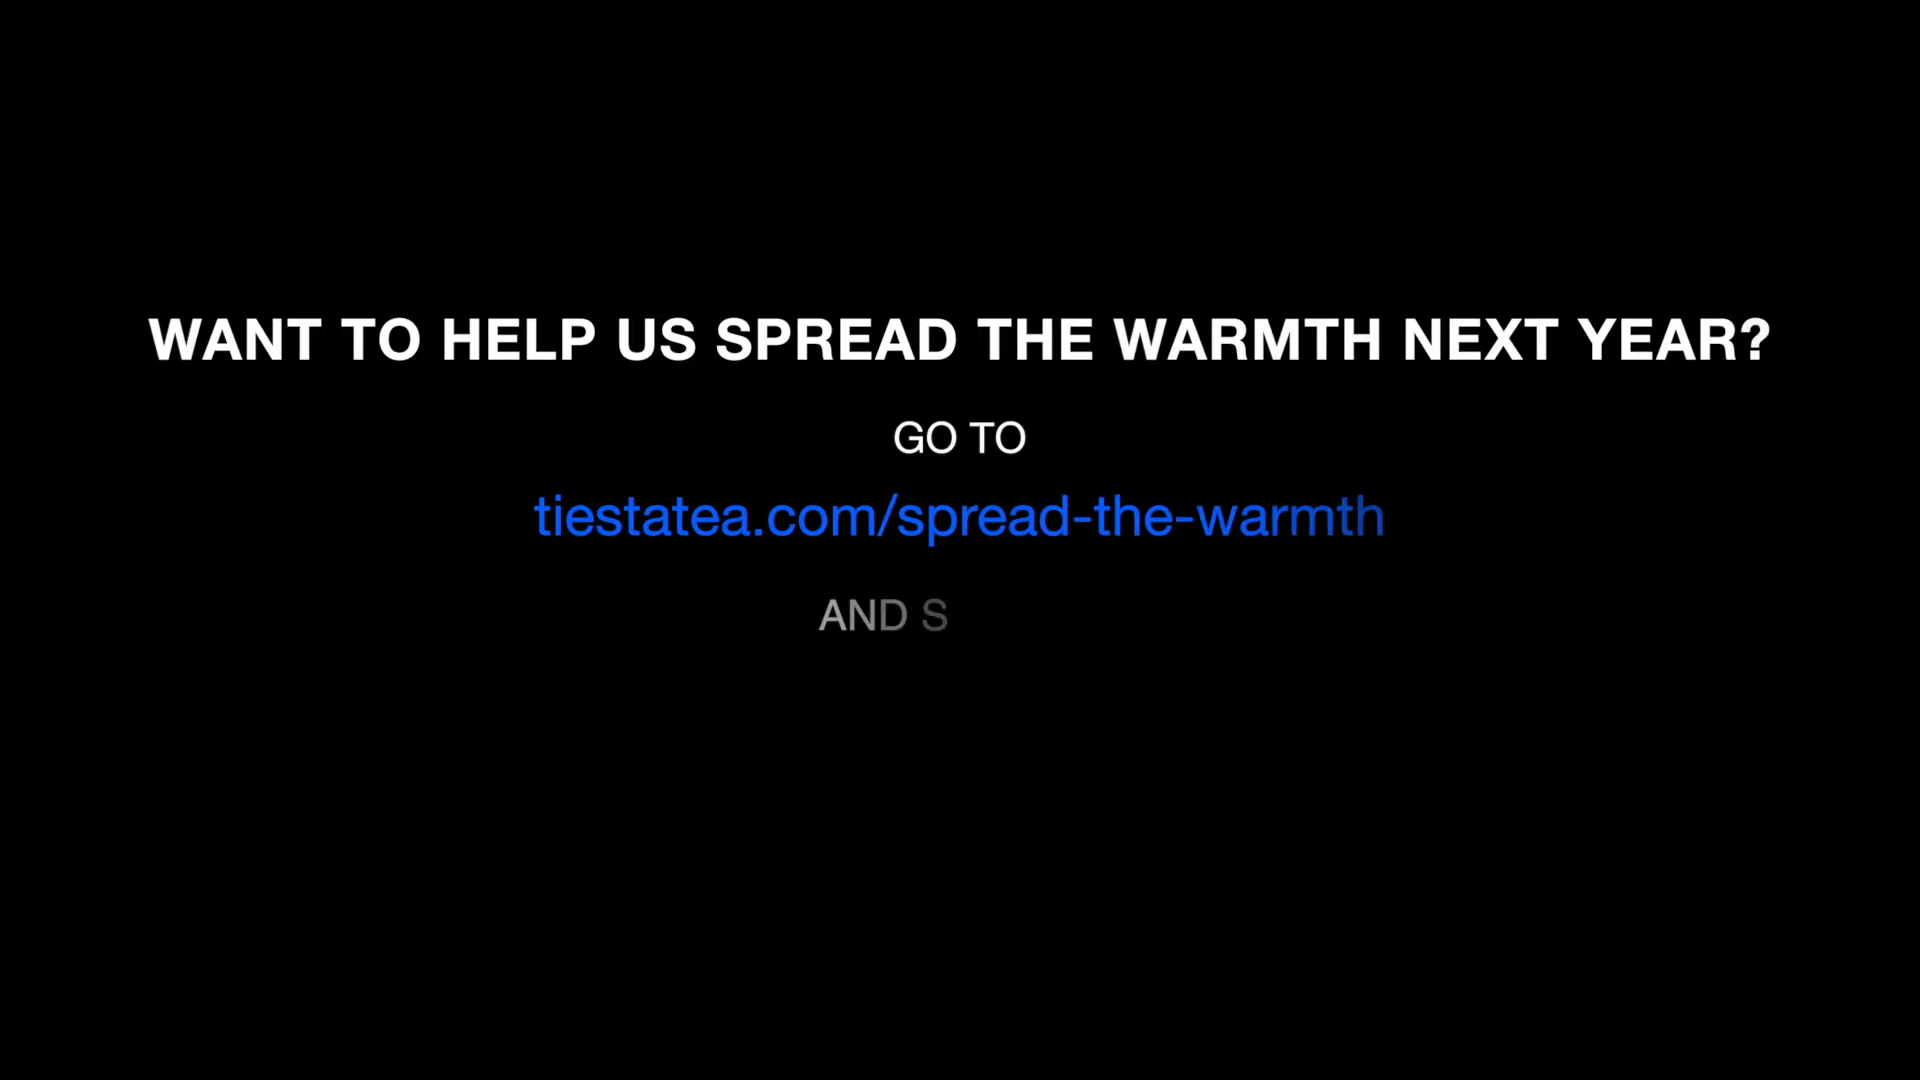 WANT TO HELP US SPREAD THE WARMTH NEXT YEAR?
GO TO
tiestatea.com/spread-the-warmth
AND S